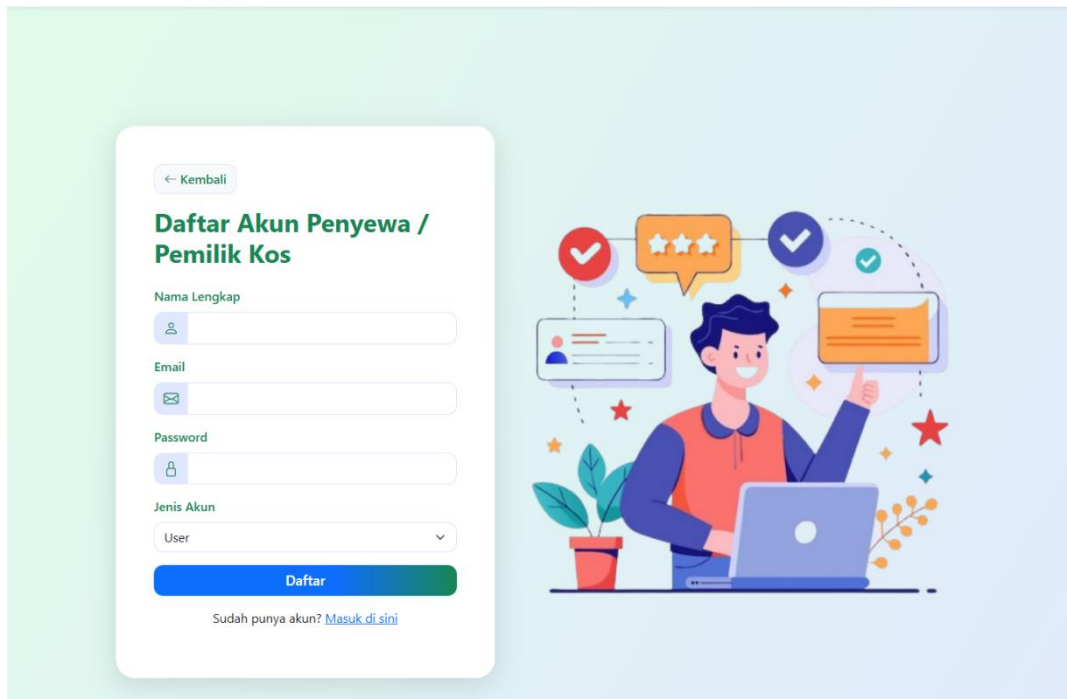 ← Kembali
Daftar Akun Penyewa /
Pemilik Kos
Nama Lengkap
Email
Password
Jenis Akun
User
Daftar
Sudah punya akun? Masuk di sini